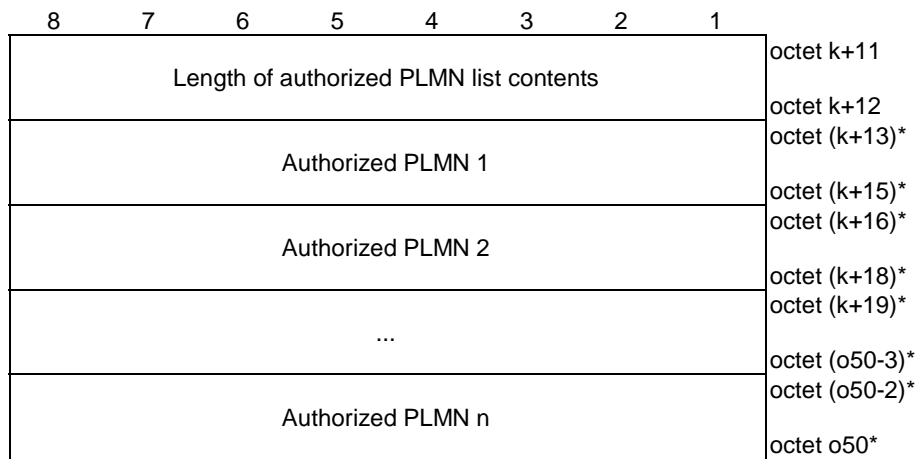 8 7 6 5 4 3 2 1
octet k+11
Length of authorized PLMN list contents
octet k+12
octet (k+13)*
Authorized PLMN 1
octet (k+15)*
octet (k+16)*
Authorized PLMN 2
octet (k+18)*
octet (k+19)*
...
octet (o50-3)*
octet (o50-2)*
Authorized PLMN n
octet o50*